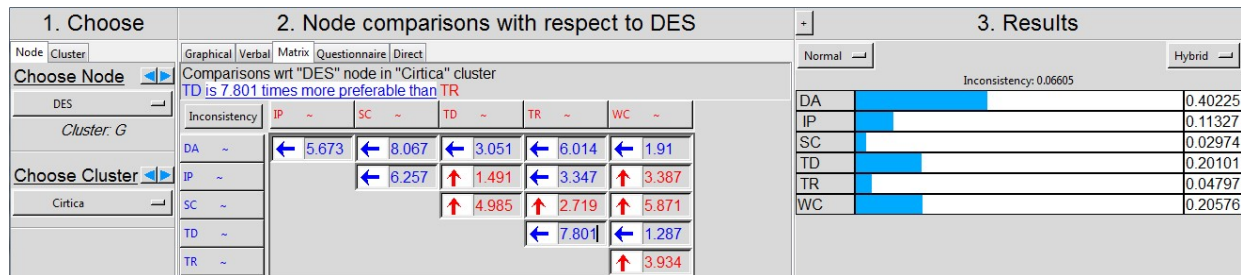 1. Choose
Node Cluster
Choose Node
DES
Cluster: G
Choose Cluster
Cirtica
2. Node comparisons with respect to DES
Graphical Verbal Matrix Questionnaire Direct
Comparisons wrt "DES" node in "Cirtica" cluster
TD is 7.801 times more preferable than TR
Inconsistency IP ~ SC ~ TD ~ TR ~ WC ~
DA ~ 5.673 8.067 3.051 6.014 1.91
IP ~ 6.257 1.491 3.347 3.387
SC ~ 4.985 2.719 5.871
TD ~ 7.801 1.287
TR ~ 3.934
+ 3. Results
Normal Hybrid
Inconsistency: 0.06605
DA 0.40225
IP 0.11327
SC 0.02974
TD 0.20101
TR 0.04797
WC 0.20576